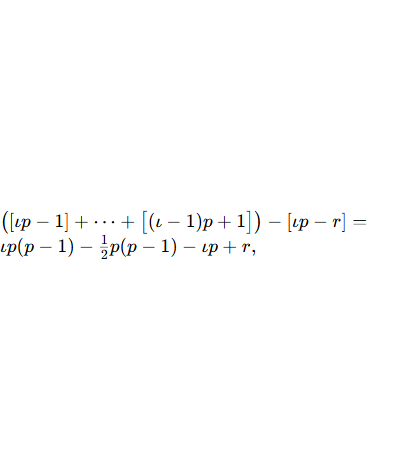 ([ιp − 1] + ⋯ + [(ι − 1)p + 1]) − [ιp − r] =
ιp(p − 1) − ½p(p − 1) − ιp + r,